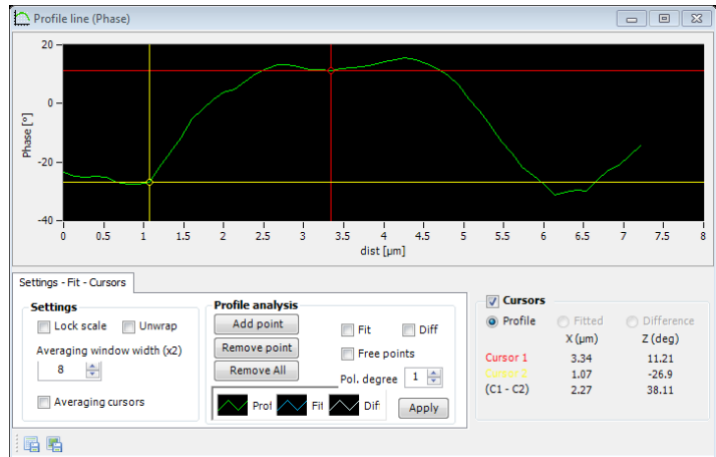 Profile line (Phase)
20
0
-20
-40
Phase [°]
0 0.5 1 1.5 2 2.5 3 3.5 4 4.5 5 5.5 6 6.5 7 7.5 8
dist [µm]
Settings - Fit - Cursors
Settings
Lock scale Unwrap
Averaging window width (x2)
8
Averaging cursors
Profile analysis
Add point
Remove point
Remove All
Fit Diff
Free points
Pol. degree 1
Prof Fit Dif
Apply
Cursors
Profile Fitted Difference
X (µm) Z (deg)
Cursor 1 3.34 11.21
Cursor 2 1.07 -26.9
(C1 - C2) 2.27 38.11